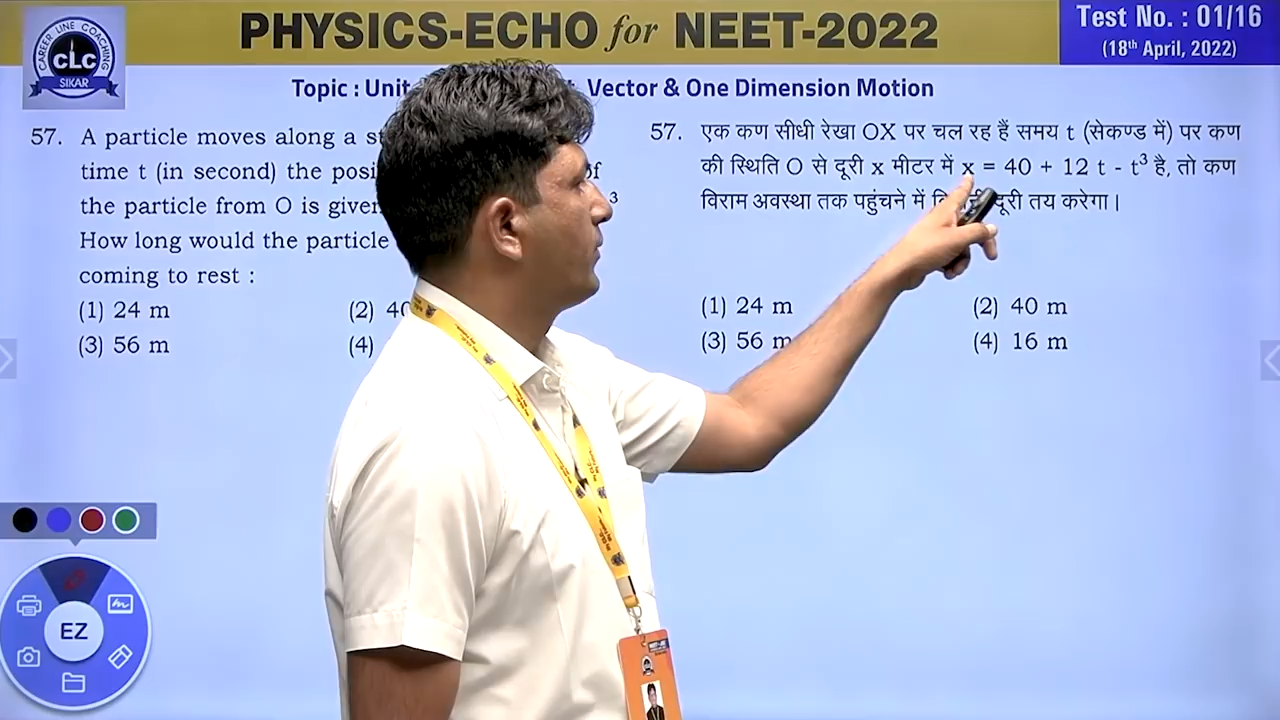 PHYSICS-ECHO for NEET-2022
Test No. : 01/16
(18th April, 2022)
CAREER LINE COACHING
CLC
SIKAR
Topic : Unit Vector & One Dimension Motion
57. A particle moves along a
time t (in second) the
the particle from O is given 3
How long would the particle
coming to rest :
(1) 24 m (2)
(3) 56 m (4)
57. एक कण सीधी रेखा OX पर चल रह हैं समय t (सेकण्ड में) पर कण
की स्थिति O से दूरी x मीटर में x = 40 + 12 t - t³ है, तो कण
विराम अवस्था तक पहुंचने में दूरी तय करेगा।
(1) 24 m (2) 40 m
(3) 56 m (4) 16 m
EZ